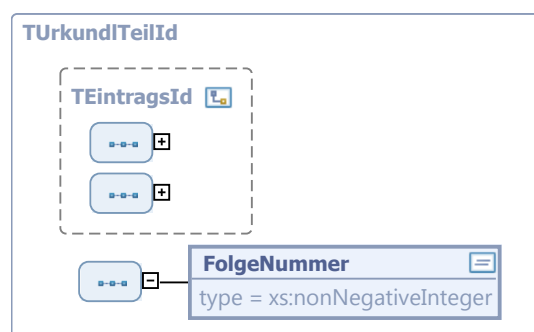 TUrkundlTeilId
TEintragsId
FolgeNummer
type = xs:nonNegativeInteger